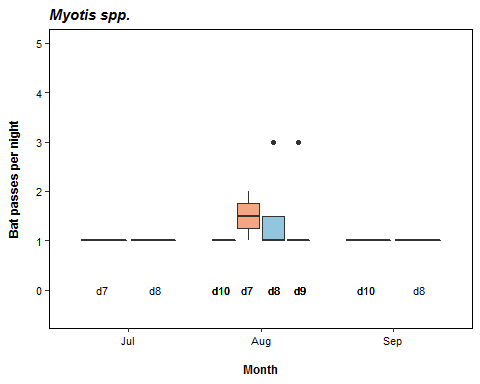 Myotis spp.
Bat passes per night
5
4
3
2
1
0
d7 d8 d10 d7 d8 d9 d10 d8
Jul Aug Sep
Month